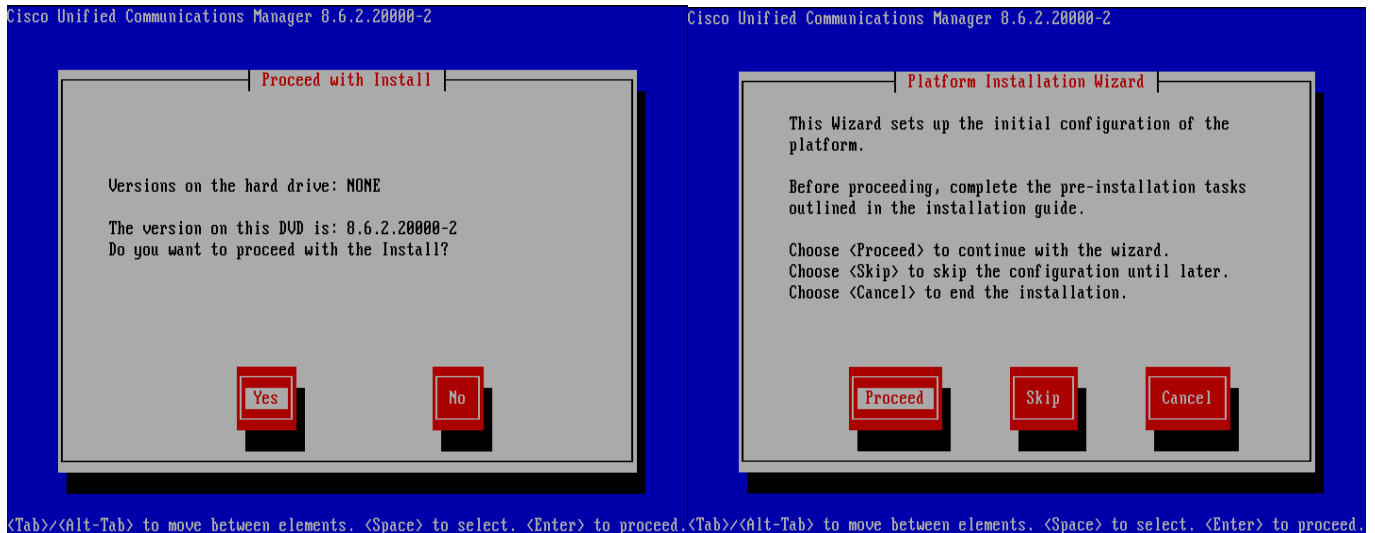 Cisco Unified Communications Manager 8.6.2.20000-2
Proceed with Install
Versions on the hard drive: NONE
The version on this DVD is: 8.6.2.20000-2
Do you want to proceed with the Install?
Yes
No
<Tab>/<Alt-Tab> to move between elements. <Space> to select. <Enter> to proceed.
Cisco Unified Communications Manager 8.6.2.20000-2
Platform Installation Wizard
This Wizard sets up the initial configuration of the
platform.
Before proceeding, complete the pre-installation tasks
outlined in the installation guide.
Choose <Proceed> to continue with the wizard.
Choose <Skip> to skip the configuration until later.
Choose <Cancel> to end the installation.
Proceed
Skip
Cancel
<Tab>/<Alt-Tab> to move between elements. <Space> to select. <Enter> to proceed.